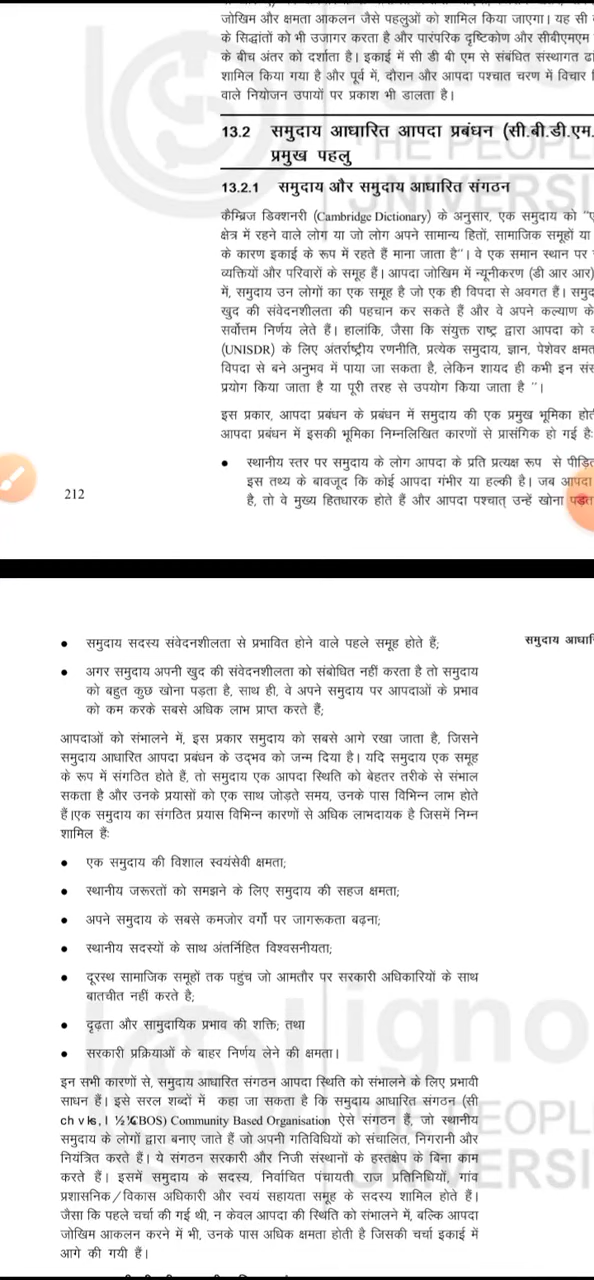 जोखिम और क्षमता आकलन जैसे पहलुओं को शामिल किया जाएगा। यह सी
के सिद्धांतों को भी उजागर करता है और पारंपरिक दृष्टिकोण और सीबीएमएम
के बीच अंतर को दर्शाता है। इकाई में सी डी बी एम से संबंधित संस्थागत
शामिल किया गया है और पूर्व में, दौरान और आपदा पश्चात चरण में विचार
वाले नियोजन उपायों पर प्रकाश भी डालता है।
13.2 समुदाय आधारित आपदा प्रबंधन (सी.बी.डी.एम.
प्रमुख पहलु
THE PEOPL
UNIVERSI
13.2.1 समुदाय और समुदाय आधारित संगठन
कैम्ब्रिज डिक्शनरी (Cambridge Dictionary) के अनुसार, एक समुदाय को
क्षेत्र में रहने वाले लोग या जो लोग अपने सामान्य हितों, सामाजिक समूहों या
के कारण इकाई के रूप में रहते हैं माना जाता है"। वे एक समान स्थान पर
व्यक्तियों और परिवारों के समूह हैं। आपदा जोखिम में न्यूनीकरण (डी आर आर)
में, समुदाय उन लोगों का एक समूह है जो एक ही विपदा से अवगत हैं।
खुद की संवेदनशीलता की पहचान कर सकते हैं और वे अपने कल्याण के
सर्वोत्तम निर्णय लेते हैं। हालांकि, जैसा कि संयुक्त राष्ट्र द्वारा आपदा को
(UNISDR) के लिए अंतर्राष्ट्रीय रणनीति, प्रत्येक समुदाय, ज्ञान, पेशेवर
विपदा से बने अनुभव में पाया जा सकता है, लेकिन शायद ही कभी इन
प्रयोग किया जाता है या पूरी तरह से उपयोग किया जाता है "।
इस प्रकार, आपदा प्रबंधन के प्रबंधन में समुदाय की एक प्रमुख भूमिका
आपदा प्रबंधन में इसकी भूमिका निम्नलिखित कारणों से प्रासंगिक हो गई है:
● स्थानीय स्तर पर समुदाय के लोग आपदा के प्रति प्रत्यक्ष रूप से
इस तथ्य के बावजूद कि कोई आपदा गंभीर या हल्की है। जब आपदा
है, तो वे मुख्य हितधारक होते हैं और आपदा पश्चात् उन्हें खोना
212
● समुदाय सदस्य संवेदनशीलता से प्रभावित होने वाले पहले समूह होते हैं;
समुदाय
● अगर समुदाय अपनी खुद की संवेदनशीलता को संबोधित नहीं करता है तो समुदाय
को बहुत कुछ खोना पड़ता है, साथ ही, वे अपने समुदाय पर आपदाओं के प्रभाव
को कम करके सबसे अधिक लाभ प्राप्त करते हैं;
आपदाओं को संभालने में, इस प्रकार समुदाय को सबसे आगे रखा जाता है, जिसने
समुदाय आधारित आपदा प्रबंधन के उद्भव को जन्म दिया है। यदि समुदाय एक समूह
के रूप में संगठित होते हैं, तो समुदाय एक आपदा स्थिति को बेहतर तरीके से संभाल
सकता है और उनके प्रयासों को एक साथ जोड़ते समय, उनके पास विभिन्न लाभ होते
हैं।एक समुदाय का संगठित प्रयास विभिन्न कारणों से अधिक लाभदायक है जिसमें निम्न
शामिल हैं:
● एक समुदाय की विशाल स्वयंसेवी क्षमता;
● स्थानीय जरूरतों को समझने के लिए समुदाय की सहज क्षमता;
● अपने समुदाय के सबसे कमजोर वर्गों पर जागरूकता बढ़ना;
● स्थानीय सदस्यों के साथ अंतर्निहित विश्वसनीयता;
● दूरस्थ सामाजिक समूहों तक पहुंच जो आमतौर पर सरकारी अधिकारियों के साथ
बातचीत नहीं करते है;
● दृढ़ता और सामुदायिक प्रभाव की शक्ति; तथा
● सरकारी प्रक्रियाओं के बाहर निर्णय लेने की क्षमता।
ignou
इन सभी कारणों से, समुदाय आधारित संगठन आपदा स्थिति को संभालने के लिए प्रभावी
साधन हैं। इसे सरल शब्दों में कहा जा सकता है कि समुदाय आधारित संगठन (सी
Community Based Organisation ऐसे संगठन हैं, जो स्थानीय
समुदाय के लोगों द्वारा बनाए जाते हैं जो अपनी गतिविधियों को संचालित, निगरानी और
नियंत्रित करते हैं। ये संगठन सरकारी और निजी संस्थानों के हस्तक्षेप के बिना काम
करते हैं। इसमें समुदाय के सदस्य, निर्वाचित पंचायती राज प्रतिनिधियों, गांव
प्रशासनिक/विकास अधिकारी और स्वयं सहायता समूह के सदस्य शामिल होते हैं।
जैसा कि पहले चर्चा की गई थी, न केवल आपदा की स्थिति को संभालने में, बल्कि आपदा
जोखिम आकलन करने में भी, उनके पास अधिक क्षमता होती है जिसकी चर्चा इकाई में
आगे की गयी हैं।